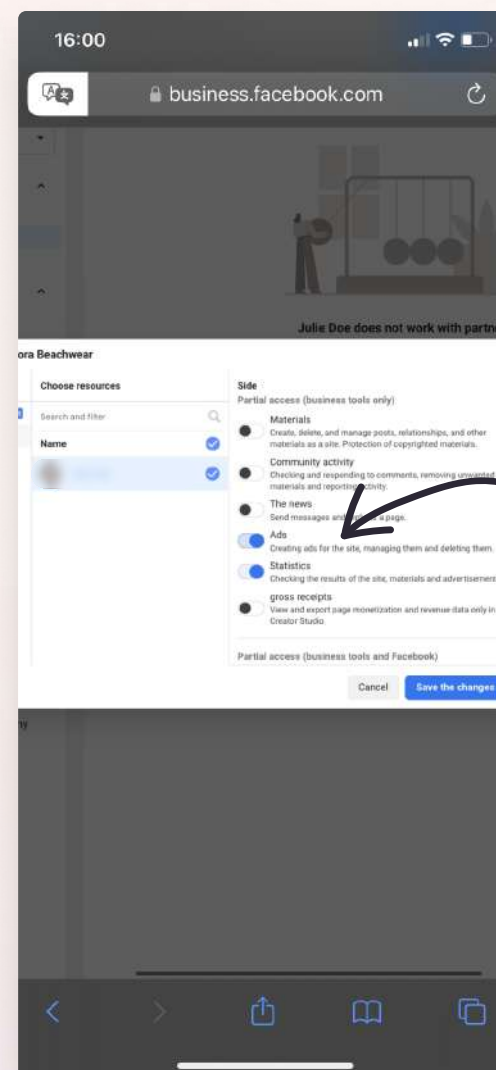 16:00
business.facebook.com
Julie Doe does not work with partn
ora Beachwear
Choose resources
Search and filter
Name
Side
Partial access (business tools only)
Materials
Create, delete, and manage posts, relationships, and other
materials as a site. Protection of copyrighted materials.
Community activity
Checking and responding to comments, removing unwanted
materials and reporting activity.
The news
Send messages and as a page.
Ads
Creating ads for the site, managing them and deleting them.
Statistics
Checking the results of the site, materials and advertisement
gross receipts
View and export page monetization and revenue data only in
Creator Studio.
Partial access (business tools and Facebook)
Cancel
Save the changes
ny